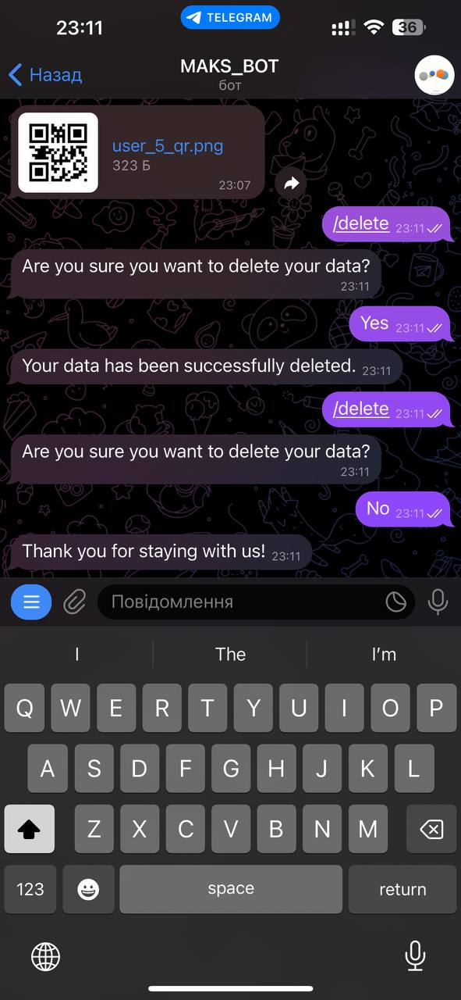 23:11
TELEGRAM
36
Назад
MAKS_BOT
бот
user_5_qr.png
323 Б
23:07
/delete 23:11
Are you sure you want to delete your data?
23:11
Yes 23:11
Your data has been successfully deleted. 23:11
/delete 23:11
Are you sure you want to delete your data?
23:11
No 23:11
Thank you for staying with us! 23:11
Повідомлення
I The I'm
Q W E R T Y U I O P
A S D F G H J K L
Z X C V B N M
123 space return